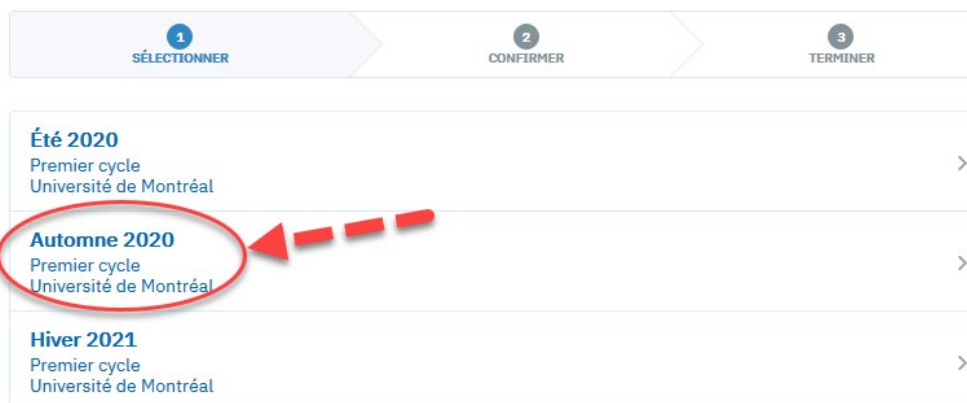 1
SÉLECTIONNER
2
CONFIRMER
3
TERMINER
Été 2020
Premier cycle
Université de Montréal
Automne 2020
Premier cycle
Université de Montréal
Hiver 2021
Premier cycle
Université de Montréal